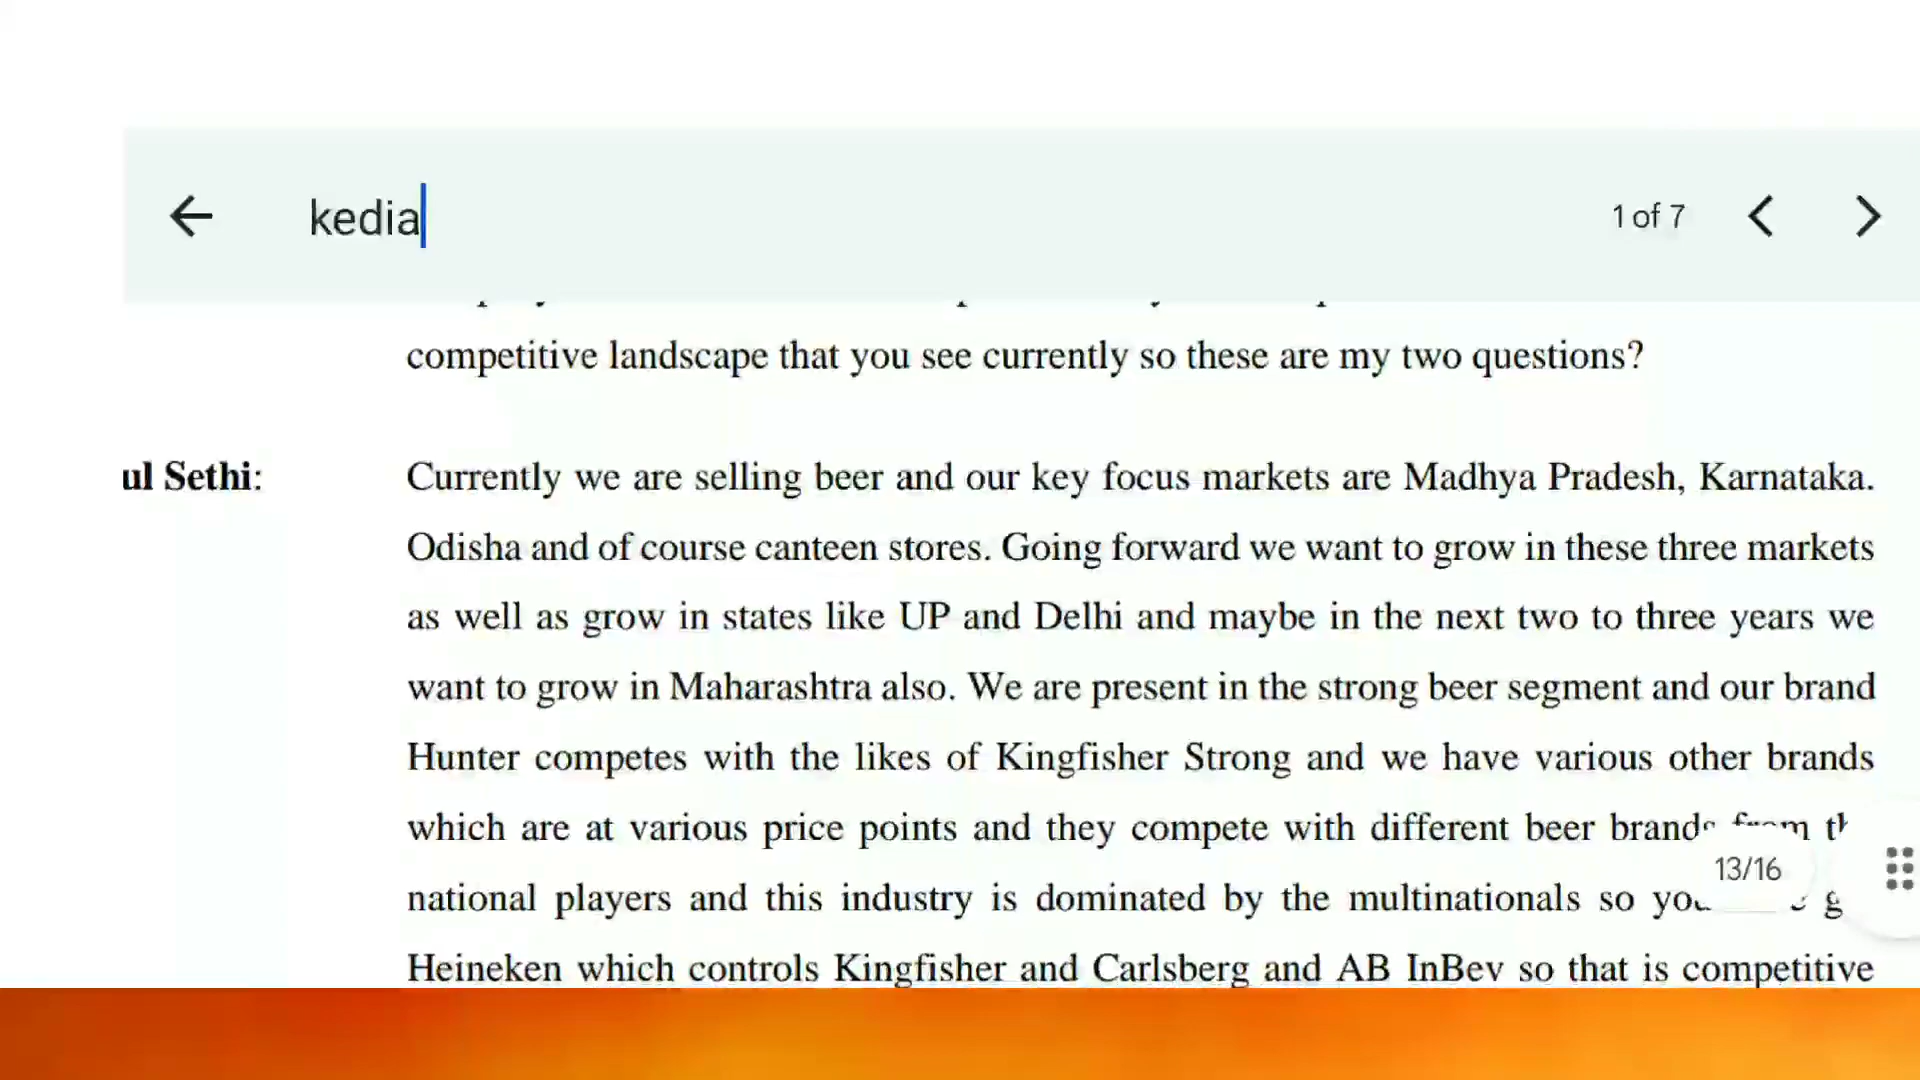 kedia
1 of 7
competitive landscape that you see currently so these are my two questions?
ul Sethi:
Currently we are selling beer and our key focus markets are Madhya Pradesh, Karnataka.
Odisha and of course canteen stores. Going forward we want to grow in these three markets
as well as grow in states like UP and Delhi and maybe in the next two to three years we
want to grow in Maharashtra also. We are present in the strong beer segment and our brand
Hunter competes with the likes of Kingfisher Strong and we have various other brands
which are at various price points and they compete with different beer brands from
13/16
national players and this industry is dominated by the multinationals so
Heineken which controls Kingfisher and Carlsberg and AB InBev so that is competitive